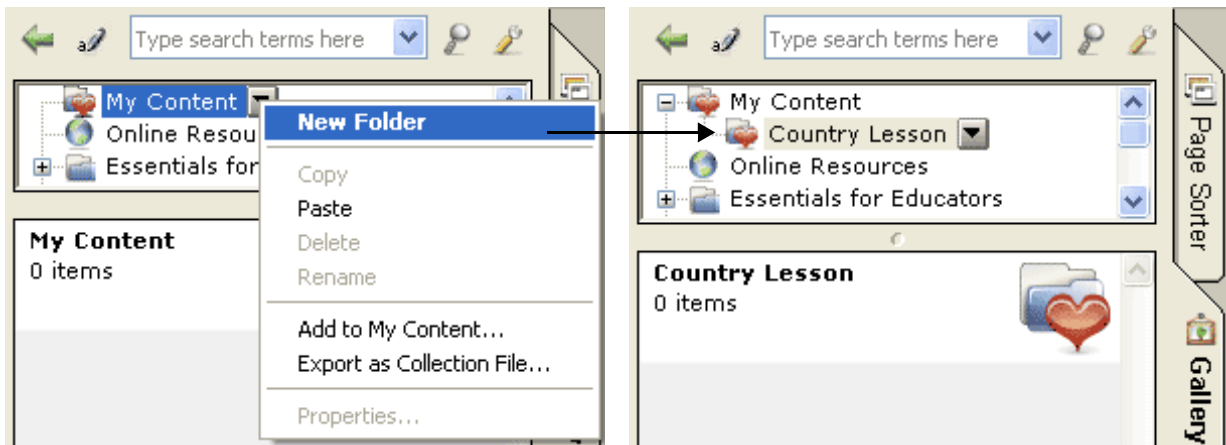 Type search terms here
My Content
Online Resou
Essentials for
New Folder
Copy
Paste
Delete
Rename
Add to My Content...
Export as Collection File...
Properties...
My Content
0 items
Type search terms here
My Content
Country Lesson
Online Resources
Essentials for Educators
Country Lesson
0 items
Page Sorter
Gallery